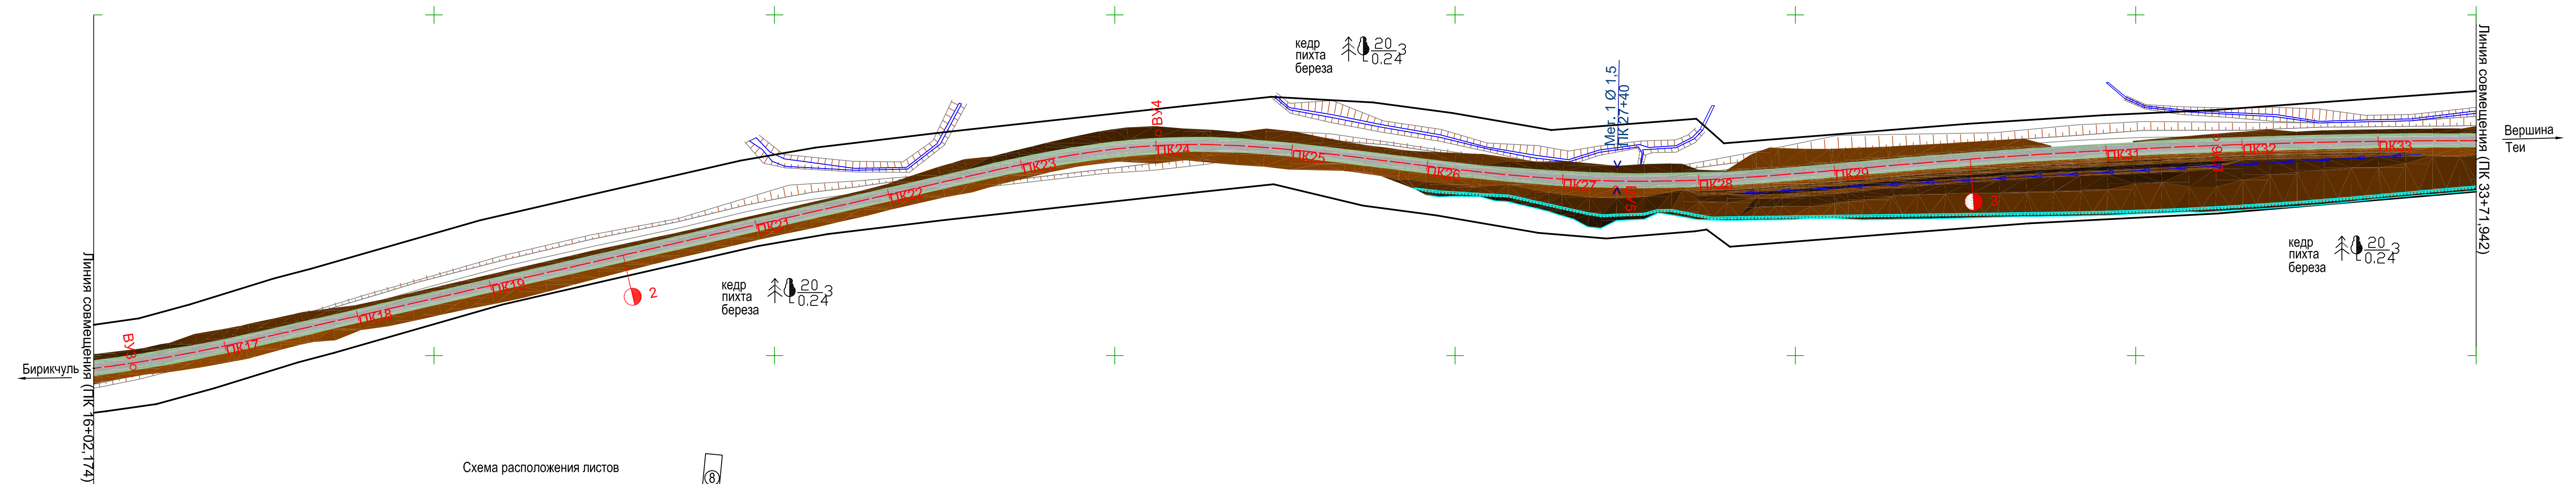 кедр
пихта
береза
20
0.24
3
Мет. 1 Ø 1,5
ПК 27+40
Линия совмещения (ПК 33+71,942)
Вершина
Теи
ВУ4
ПК24
ПК23
ПК22
ПК21
ПК19
ПК18
ПК17
ВУ3
ПК25
ПК26
ПК27
ВУ5
ПК28
ПК29
ПК31
ВУ6
ПК32
ПК33
3
2
кедр
пихта
береза
20
0.24
3
кедр
пихта
береза
20
0.24
3
Линия совмещения (ПК 16+02,174)
Бирикчуль
Схема расположения листов
8